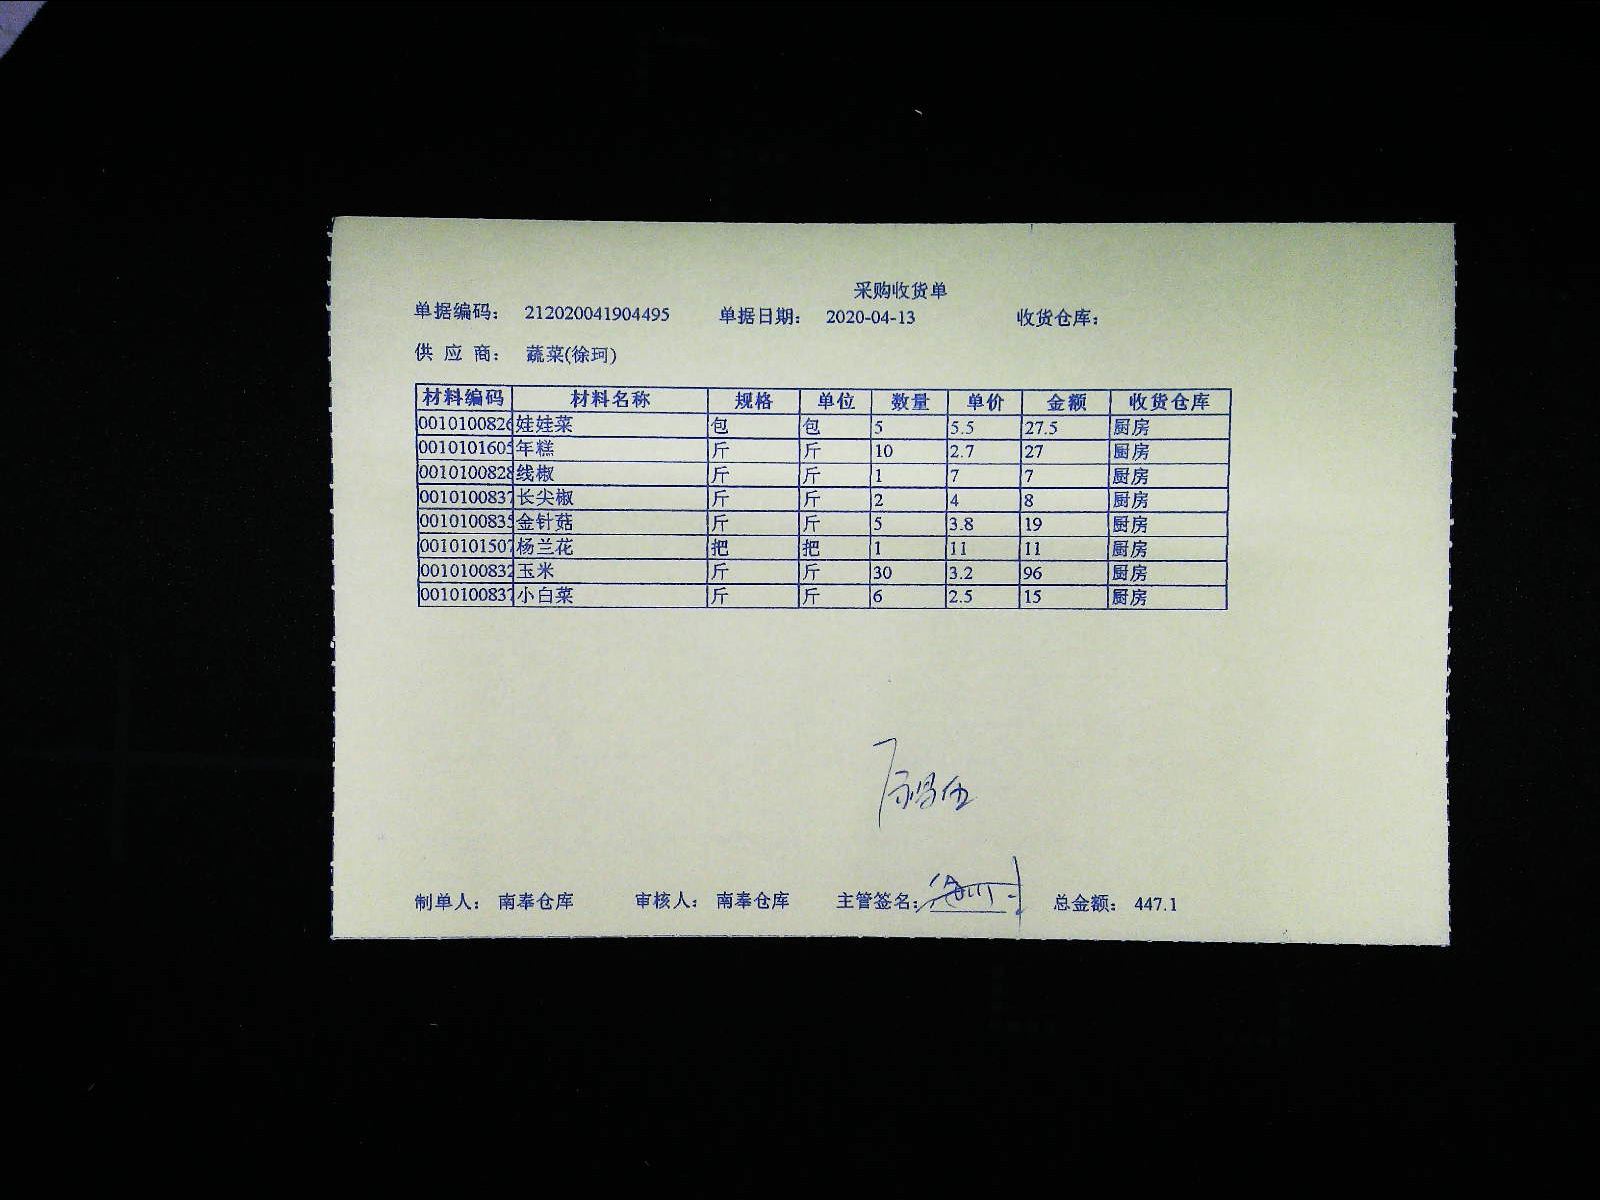 采购收货单
单据编码： 212020041904495 单据日期： 2020-04-13 收货仓库：
供 应 商： 蔬菜(徐珂)
材料编码 材料名称 规格 单位 数量 单价 金额 收货仓库
0010100826 娃娃菜 包 包 5 5.5 27.5 厨房
0010101605 年糕 斤 斤 10 2.7 27 厨房
0010100828 线椒 斤 斤 1 7 7 厨房
0010100837 长尖椒 斤 斤 2 4 8 厨房
0010100835 金针菇 斤 斤 5 3.8 19 厨房
0010101507 杨兰花 把 把 1 11 11 厨房
0010100832 玉米 斤 斤 30 3.2 96 厨房
0010100837 小白菜 斤 斤 6 2.5 15 厨房
制单人： 南奉仓库 审核人： 南奉仓库 主管签名： 总金额： 447.1